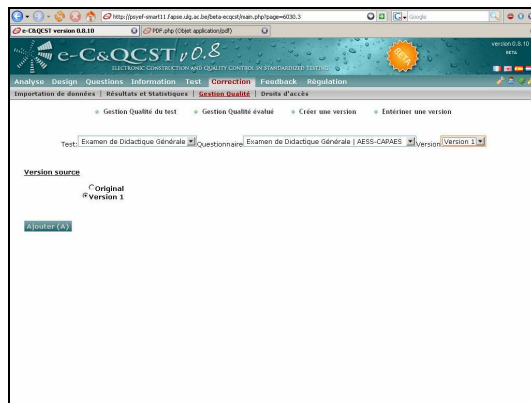 http://psyef-smart11.fapse.ulg.ac.be/beta-ecqcst/main.php?page=6030.3
Google
e-C&QCST version 0.8.10
PDF.php (Objet application/pdf)
e-C&QCST v0.8
ELECTRONIC CONSTRUCTION AND QUALITY CONTROL IN STANDARDIZED TESTING
BETA
version 0.8.10
BETA
Analyse Design Questions Information Test Correction Feedback Régulation
Importation de données | Résultats et Statistiques | Gestion Qualité | Droits d'accès
Gestion Qualité du test Gestion Qualité évalué Créer une version Entériner une version
Test: Examen de Didactique Générale Questionnaire Examen de Didactique Générale | AESS-CAPAES Version Version 1
Version source
Original
Version 1
Ajouter (A)